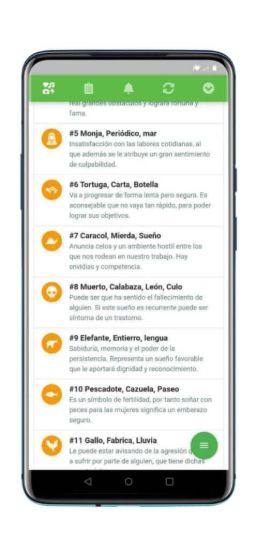 real grandes obstáculos y logrará fortuna y
fama.
#5 Monja, Periódico, mar
Insatisfacción con las labores cotidianas, al
que además se le atribuye un gran sentimiento
de culpabilidad.
#6 Tortuga, Carta, Botella
Va a progresar de forma lenta pero segura. Es
aconsejable que no vaya tan rápido, para poder
lograr sus objetivos.
#7 Caracol, Mierda, Sueño
Anuncia celos y un ambiente hostil entre los
que nos rodean en nuestro trabajo. Hay
envidias y competencia.
#8 Muerto, Calabaza, León, Culo
Puede ser que ha sentido el fallecimiento de
alguien. Si este sueño es recurrente puede ser
síntoma de un trastorno.
#9 Elefante, Entierro, lengua
Sabiduría, memoria y el poder de la
persistencia. Representa un sueño favorable
que le aportará dignidad y reconocimiento.
#10 Pescadote, Cazuela, Paseo
Es un símbolo de fertilidad, por tanto soñar con
peces para las mujeres significa un embarazo
seguro.
#11 Gallo, Fabrica, Lluvia
Le puede estar avisando de la agresión
a sufrir por parte de alguien, que tiene dichas